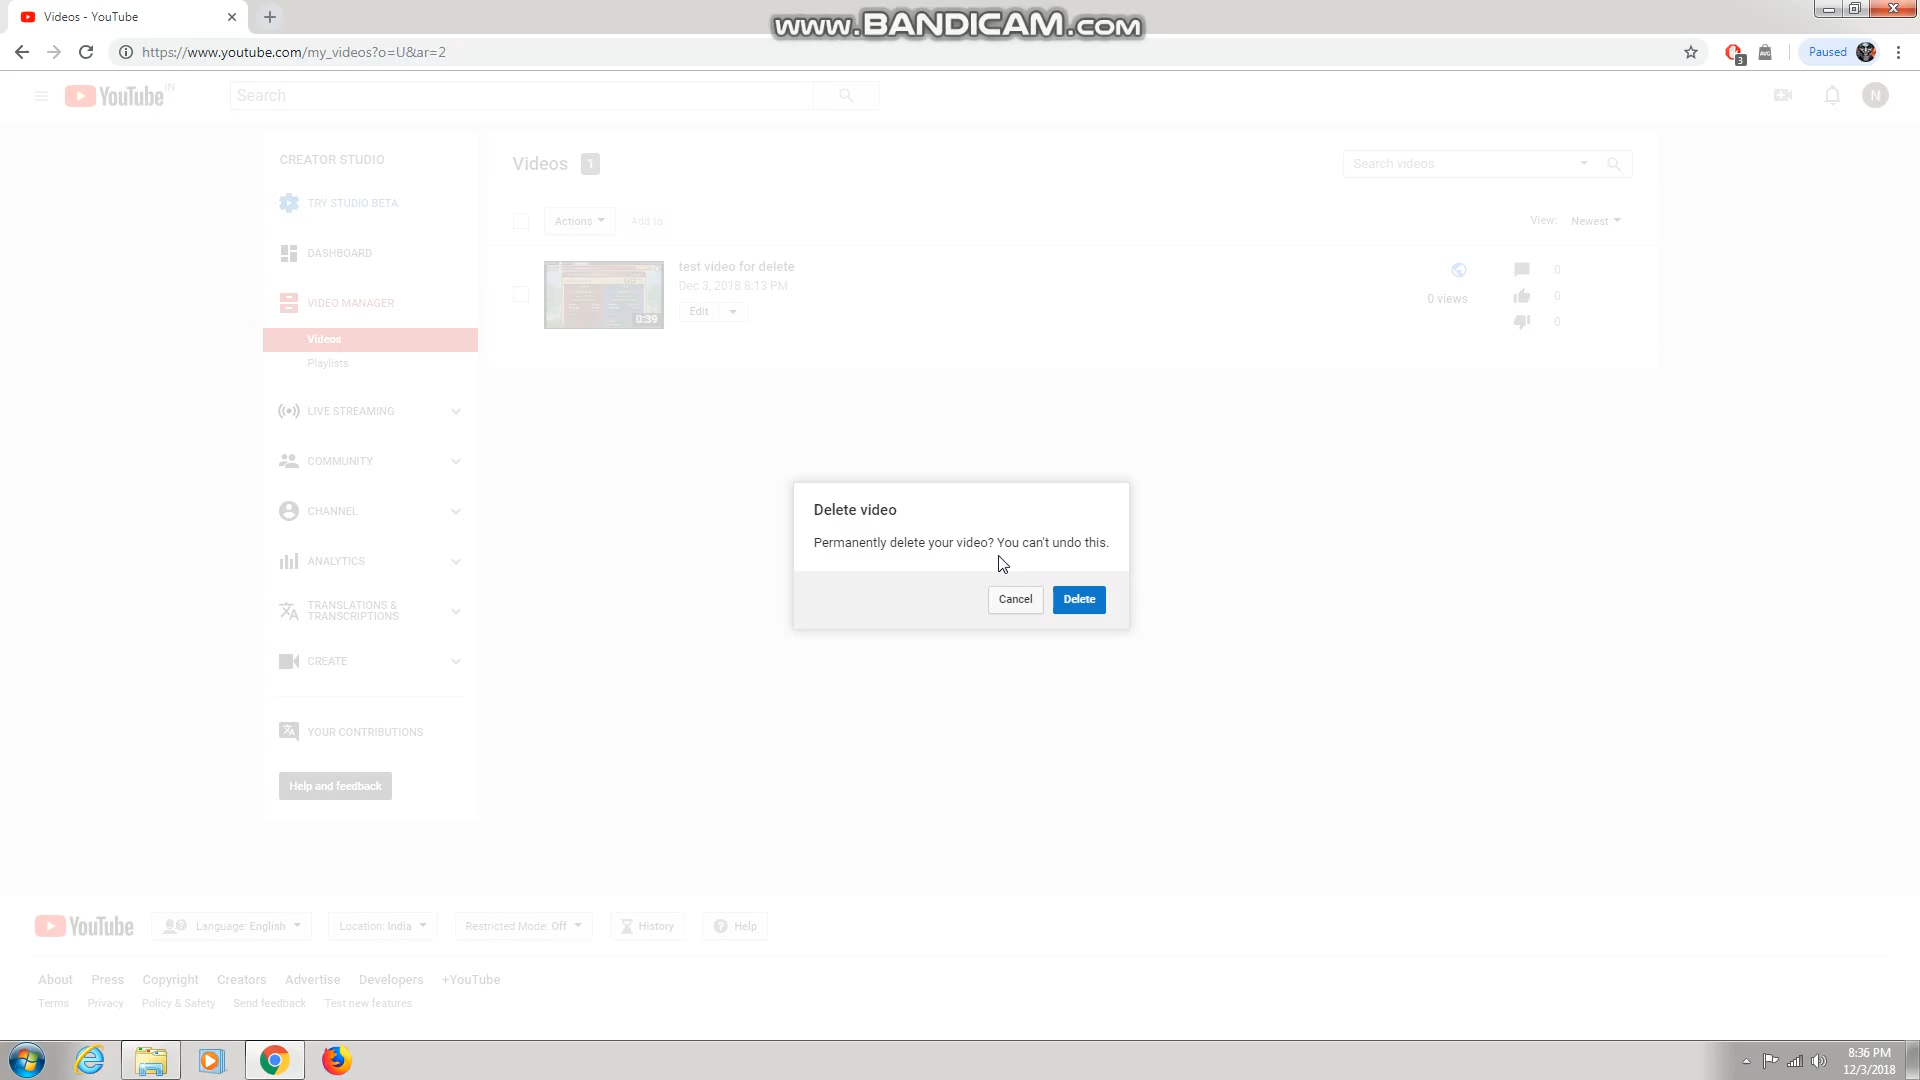 Videos - YouTube
www.BANDICAM.com
https://www.youtube.com/my_videos?o=U&ar=2
3
Paused
YouTube IN
Search
N
CREATOR STUDIO
TRY STUDIO BETA
DASHBOARD
VIDEO MANAGER
Videos
Playlists
LIVE STREAMING
COMMUNITY
CHANNEL
ANALYTICS
TRANSLATIONS &
TRANSCRIPTIONS
CREATE
YOUR CONTRIBUTIONS
Help and feedback
Videos 1
Search videos
Actions
Add to
View: Newest
0:39
test video for delete
Dec 3, 2018 8:13 PM
Edit
0 views
0
0
0
Delete video
Permanently delete your video? You can't undo this.
Cancel
Delete
YouTube
Language: English
Location: India
Restricted Mode: Off
History
Help
About Press Copyright Creators Advertise Developers +YouTube
Terms Privacy Policy & Safety Send feedback Test new features
8:36 PM
12/3/2018